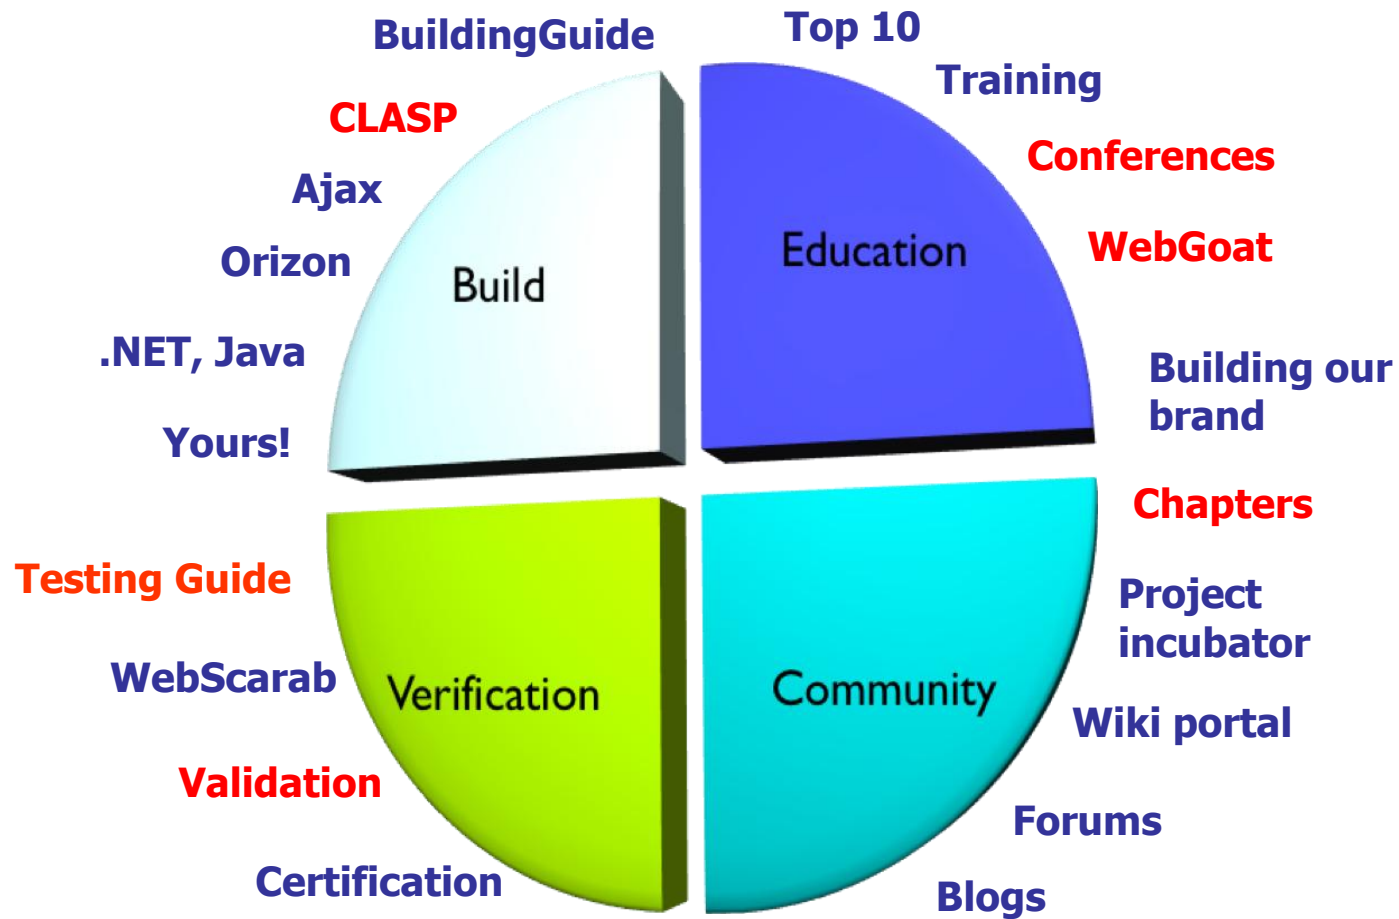 BuildingGuide
CLASP
Ajax
Orizon
.NET, Java
Yours!
Build
Top 10
Training
Conferences
WebGoat
Building our
brand
Education
Testing Guide
WebScarab
Validation
Certification
Verification
Chapters
Project
incubator
Wiki portal
Forums
Blogs
Community